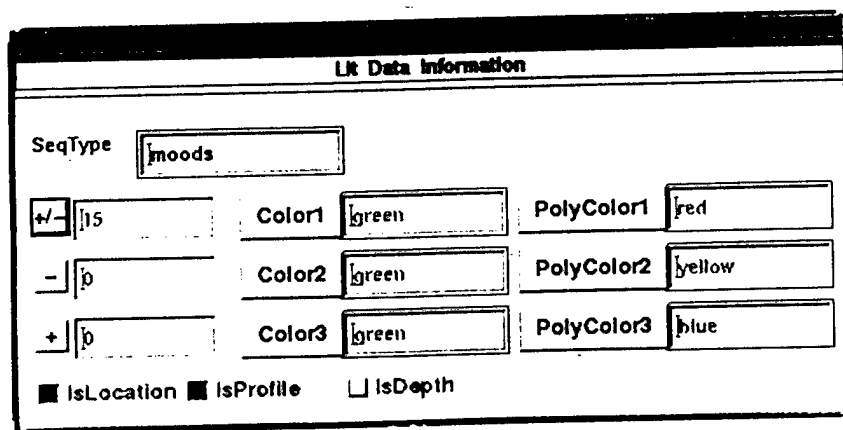 Lit Data Information
SeqType moods
+/- 15 Color1 green PolyColor1 red
- 0 Color2 green PolyColor2 yellow
+ 0 Color3 green PolyColor3 blue
IsLocation IsProfile IsDepth